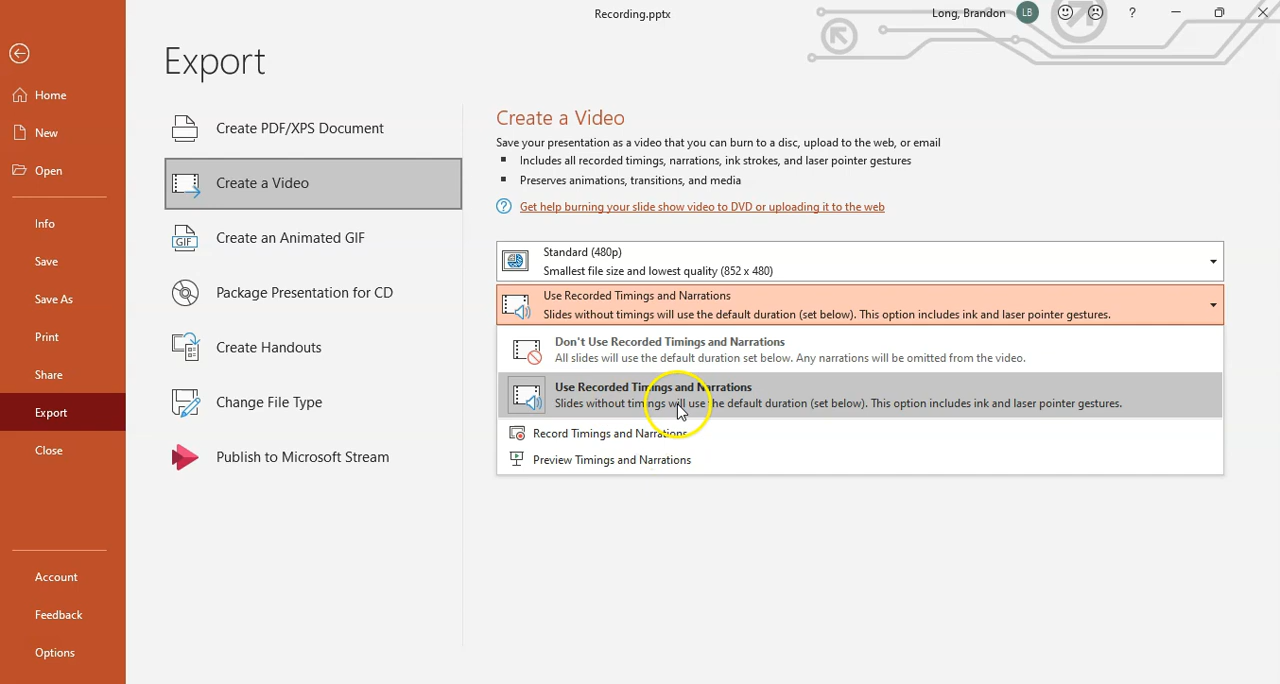 Recording.pptx
Long, Brandon
LB
?
Export
Home
New
Open
Info
Save
Save As
Print
Share
Export
Close
Account
Feedback
Options
Create PDF/XPS Document
Create a Video
GIF
Create an Animated GIF
Package Presentation for CD
Create Handouts
Change File Type
Publish to Microsoft Stream
Create a Video
Save your presentation as a video that you can burn to a disc, upload to the web, or email
Includes all recorded timings, narrations, ink strokes, and laser pointer gestures
Preserves animations, transitions, and media
? Get help burning your slide show video to DVD or uploading it to the web
Standard (480p)
Smallest file size and lowest quality (852 x 480)
Use Recorded Timings and Narrations
Slides without timings will use the default duration (set below). This option includes ink and laser pointer gestures.
Don't Use Recorded Timings and Narrations
All slides will use the default duration set below. Any narrations will be omitted from the video.
Use Recorded Timings and Narrations
Slides without timings will use the default duration (set below). This option includes ink and laser pointer gestures.
Record Timings and Narrations
Preview Timings and Narrations